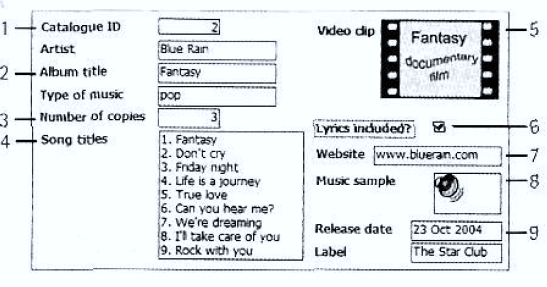 1 Catalogue ID 2
Artist Blue Rain
2 Album title Fantasy
Type of music pop
3 Number of copies 3
4 Song titles
1. Fantasy
2. Don't cry
3. Friday night
4. Life is a journey
5. True love
6. Can you hear me?
7. We're dreaming
8. I'll take care of you
9. Rock with you
Video clip 5
Fantasy
documentary
film
Lyrics included? 6
Website www.bluerain.com 7
Music sample 8
Release date 23 Oct 2004 9
Label The Star Club